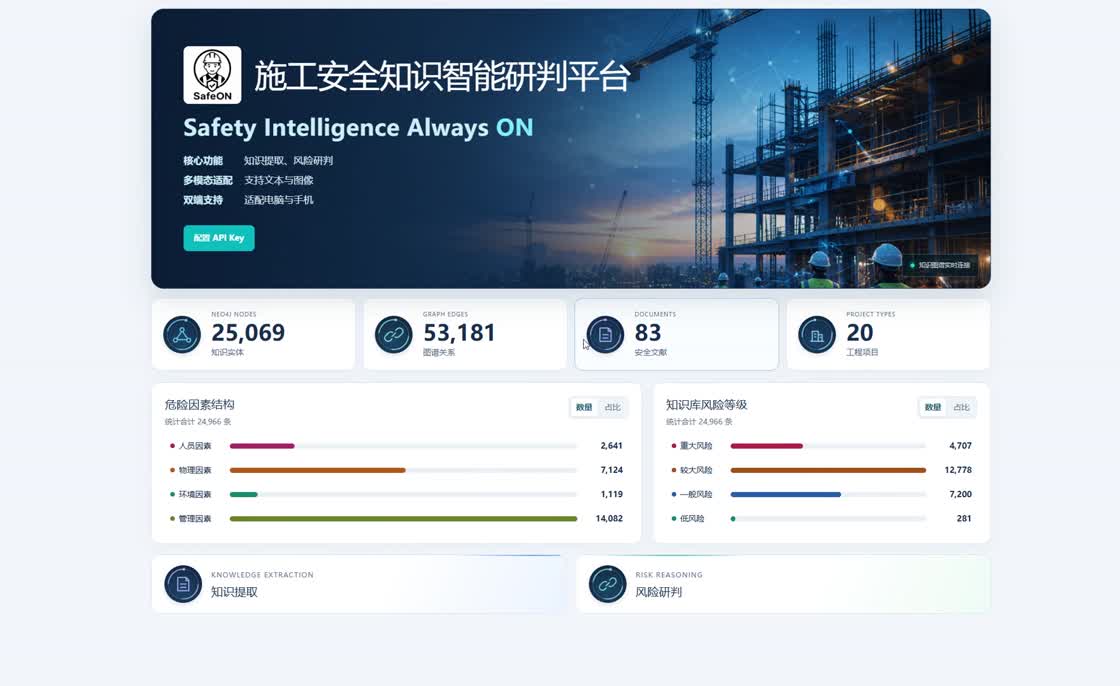 SafeON
施工安全知识智能研判平台
Safety Intelligence Always ON
核心功能 知识提取、风险研判
多模态适配 支持文本与图像
双端支持 适配电脑与手机
配置 API Key
知识图谱实时连接
NEO4J NODES
25,069
知识实体
GRAPH EDGES
53,181
图谱关系
DOCUMENTS
83
安全文献
PROJECT TYPES
20
工程项目
危险因素结构
数量 占比
统计合计 24,966 条
人员因素 2,641
物理因素 7,124
环境因素 1,119
管理因素 14,082
知识库风险等级
数量 占比
统计合计 24,966 条
重大风险 4,707
较大风险 12,778
一般风险 7,200
低风险 281
KNOWLEDGE EXTRACTION
知识提取
RISK REASONING
风险研判